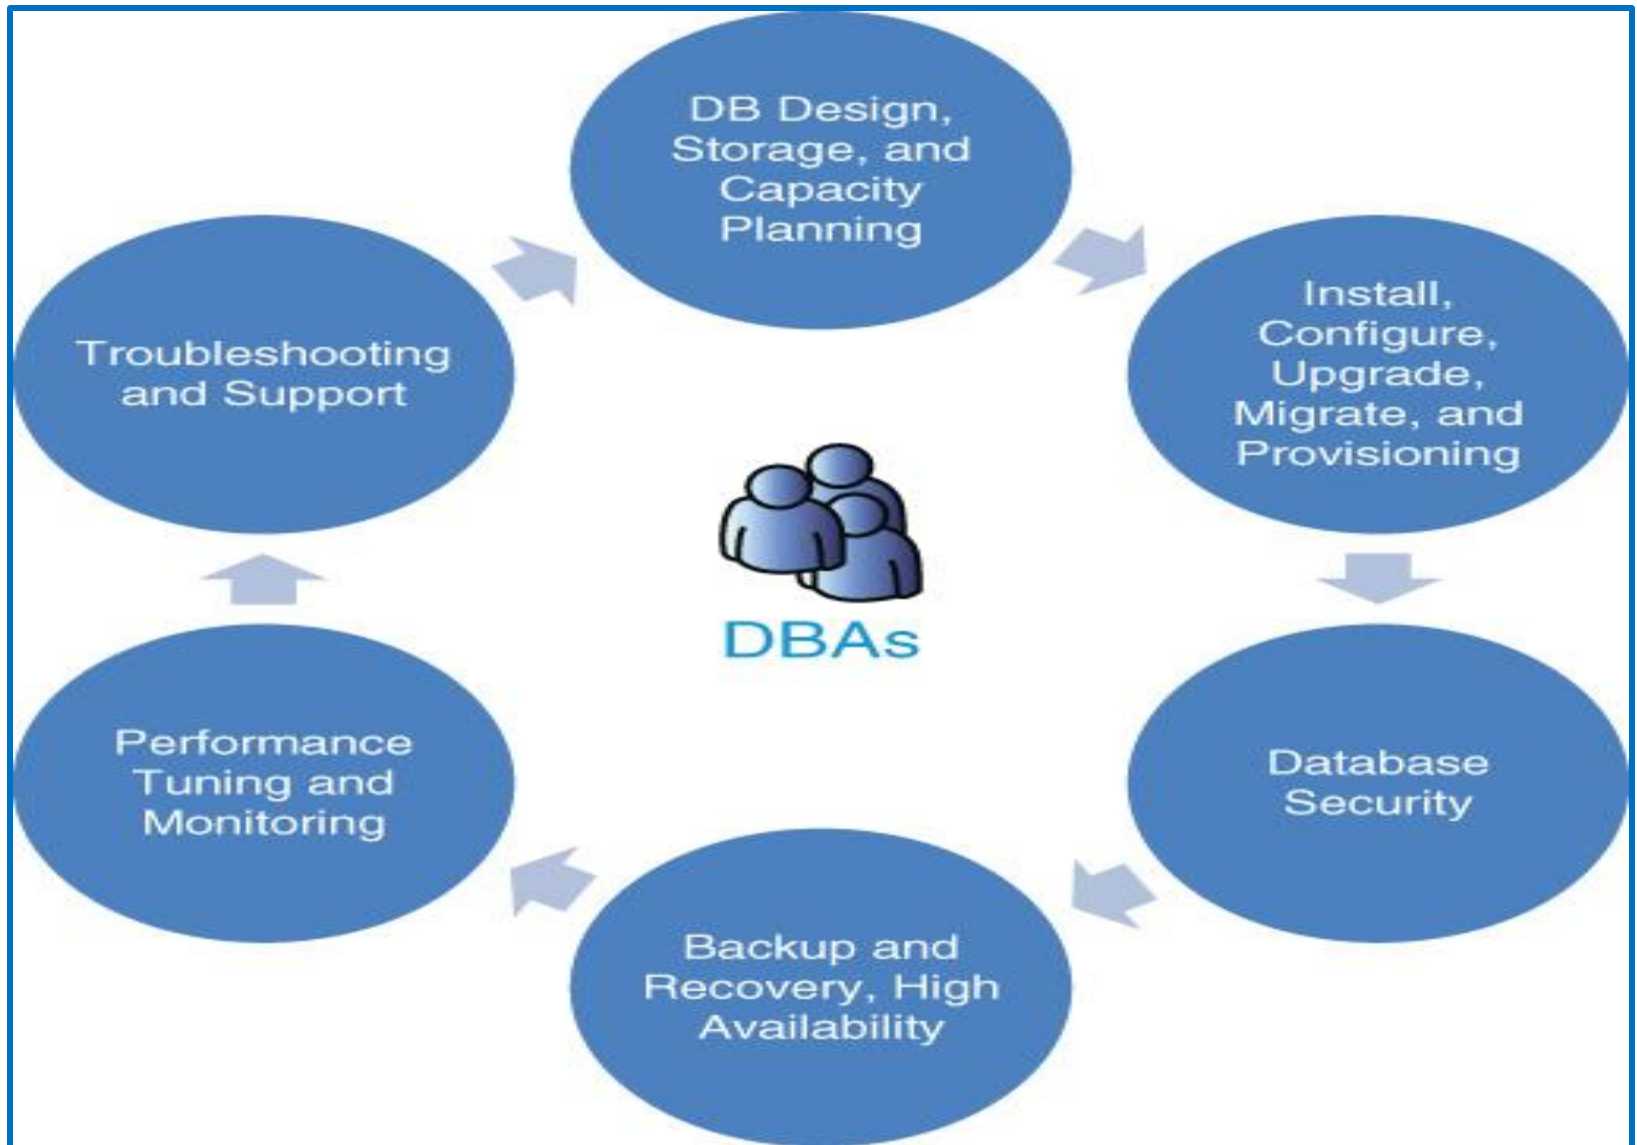 DB Design,
Storage, and
Capacity
Planning
Install,
Configure,
Upgrade,
Migrate, and
Provisioning
Database
Security
Backup and
Recovery, High
Availability
Performance
Tuning and
Monitoring
Troubleshooting
and Support
DBAs